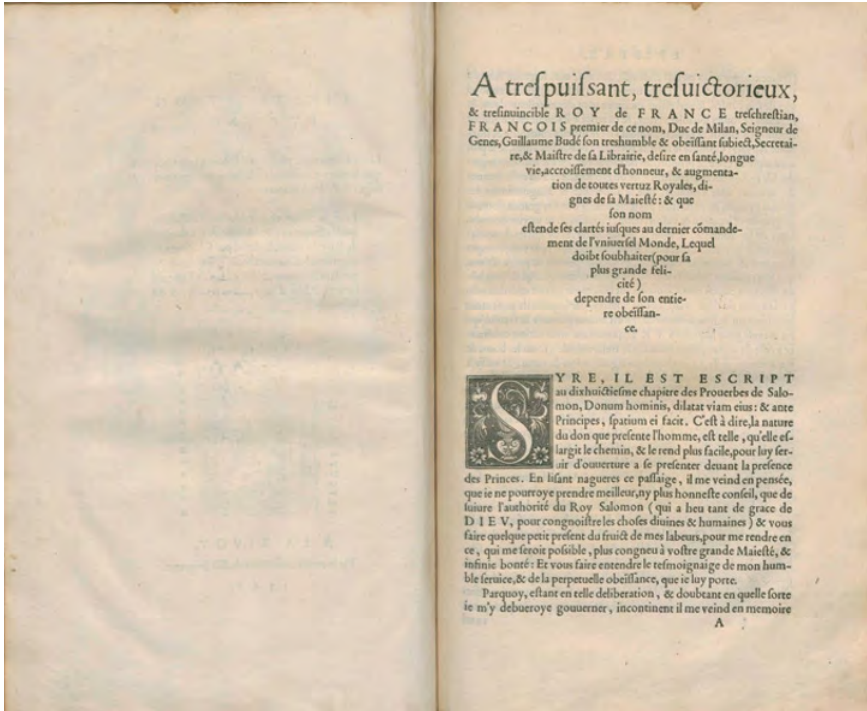 A tres puissant, tresuictorieux,
& tresinuincible ROY de FRANCE treschrestian,
FRANCOIS premier de ce nom, Duc de Milan, Seigneur de
Genes, Guillaume Budé son treshumble & obeïssant subiect, Secretai-
re, & Maistre de sa Librairie, desire en santé, longue
vie, accroissement d'honneur, & augmenta-
tion de toutes vertuz Royales, di-
gnes de sa Maiesté: & que
son nom
estende ses clartés iusques au dernier cõmande-
ment de l'vniuersel Monde, Lequel
doibt soubhaiter (pour sa
plus grande feli-
cité)
dependre de son entie-
re obeïssan-
ce.
SYRE, IL EST ESCRIPT
au dixhuictiesme chapitre des Prouerbes de Salo-
mon, Donum hominis, dilatat viam eius: & ante
Principes, spatium ei facit. C'est à dire, la nature
du don que presente l'homme, est telle, qu'elle es-
largit le chemin, & le rend plus facile, pour luy ser-
uir d'ouuerture a se presenter deuant la presence
des Princes. En lisant nagueres ce passaige, il me veind en pensée,
que ie ne pourroye prendre meilleur, ny plus honneste conseil, que de
suiure l'authorité du Roy Salomon (qui a heu tant de grace de
DIEV, pour congnoistre les choses diuines & humaines) & vous
faire quelque petit present du fruict de mes labeurs, pour me rendre en
ce, qui me seroit possible, plus congneu à vostre grande Maiesté, &
infinie bonté: Et vous faire entendre le tesmoignaige de mon hum-
ble seruice, & de la perpetuelle obeïssance, que ie luy porte.
Parquoy, estant en telle deliberation, & doubtant en quelle sorte
ie m'y debueroye gouuerner, incontinent il me veind en memoire
A